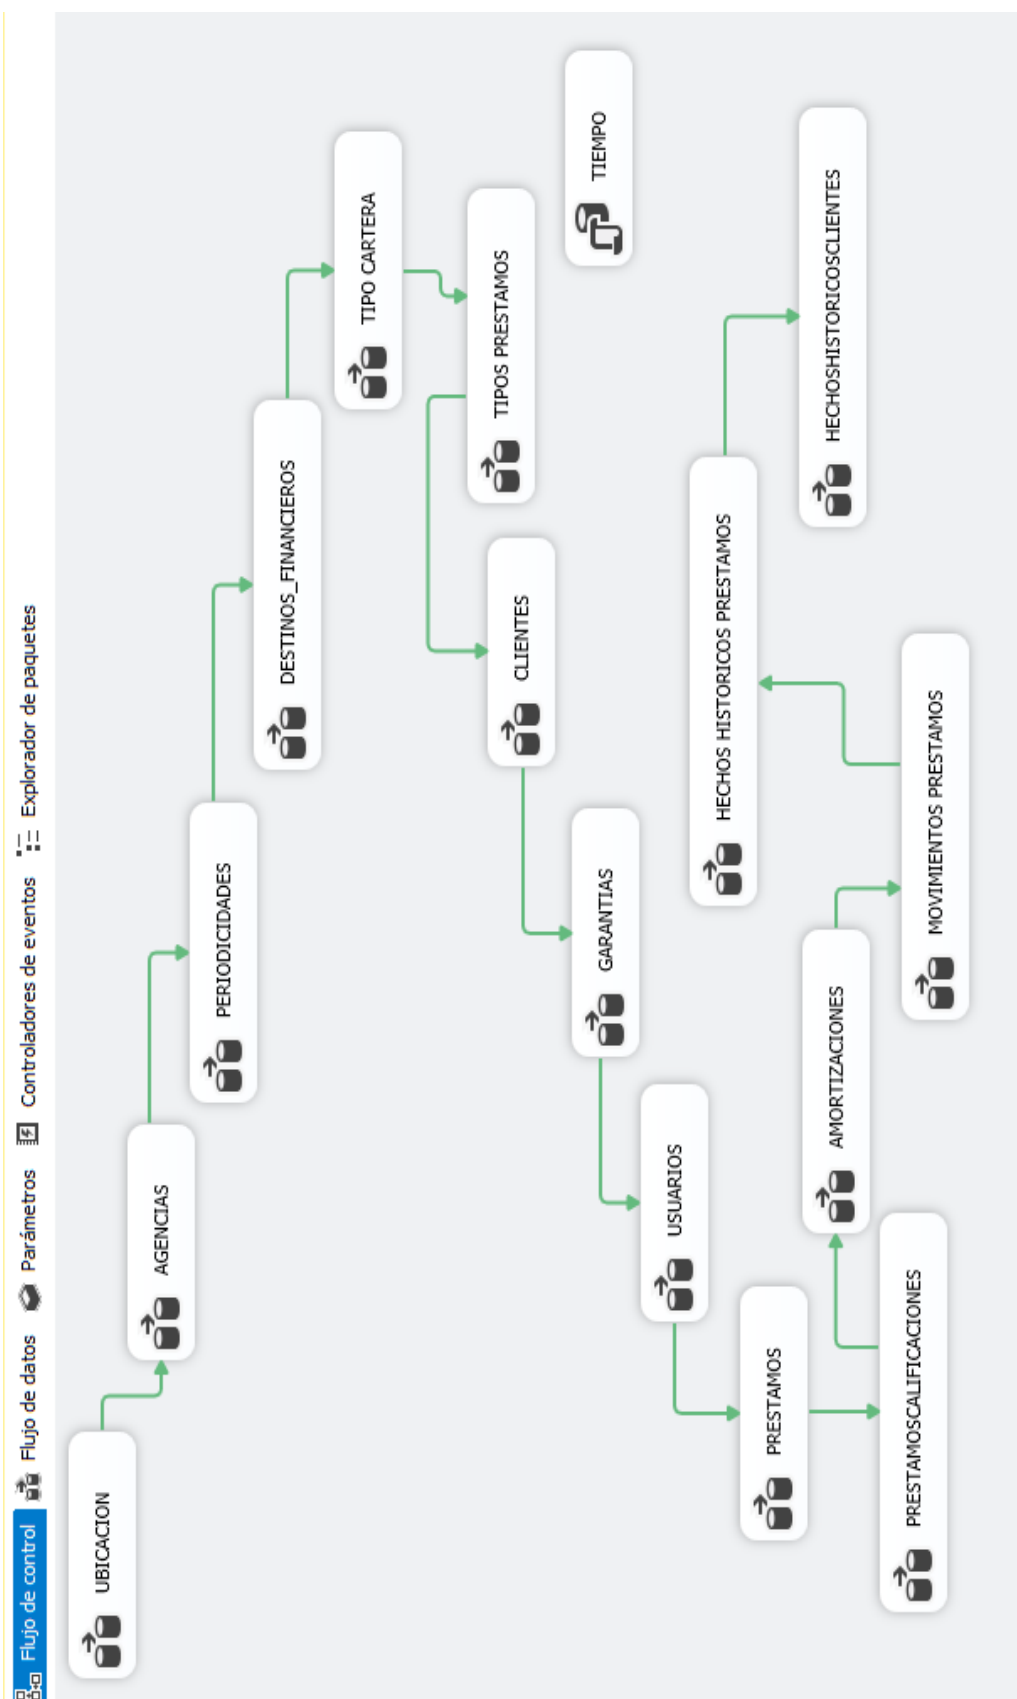 Flujo de control
Flujo de datos
Parámetros
Controladores de eventos
Explorador de paquetes
UBICACION
AGENCIAS
PERIODICIDADES
DESTINOS_FINANCIEROS
TIPO CARTERA
TIPOS PRESTAMOS
CLIENTES
GARANTIAS
TIEMPO
USUARIOS
PRESTAMOS
HECHOS HISTORICOS PRESTAMOS
HECHOSHISTORICOSCLIENTES
AMORTIZACIONES
PRESTAMOSCALIFICACIONES
MOVIMIENTOS PRESTAMOS